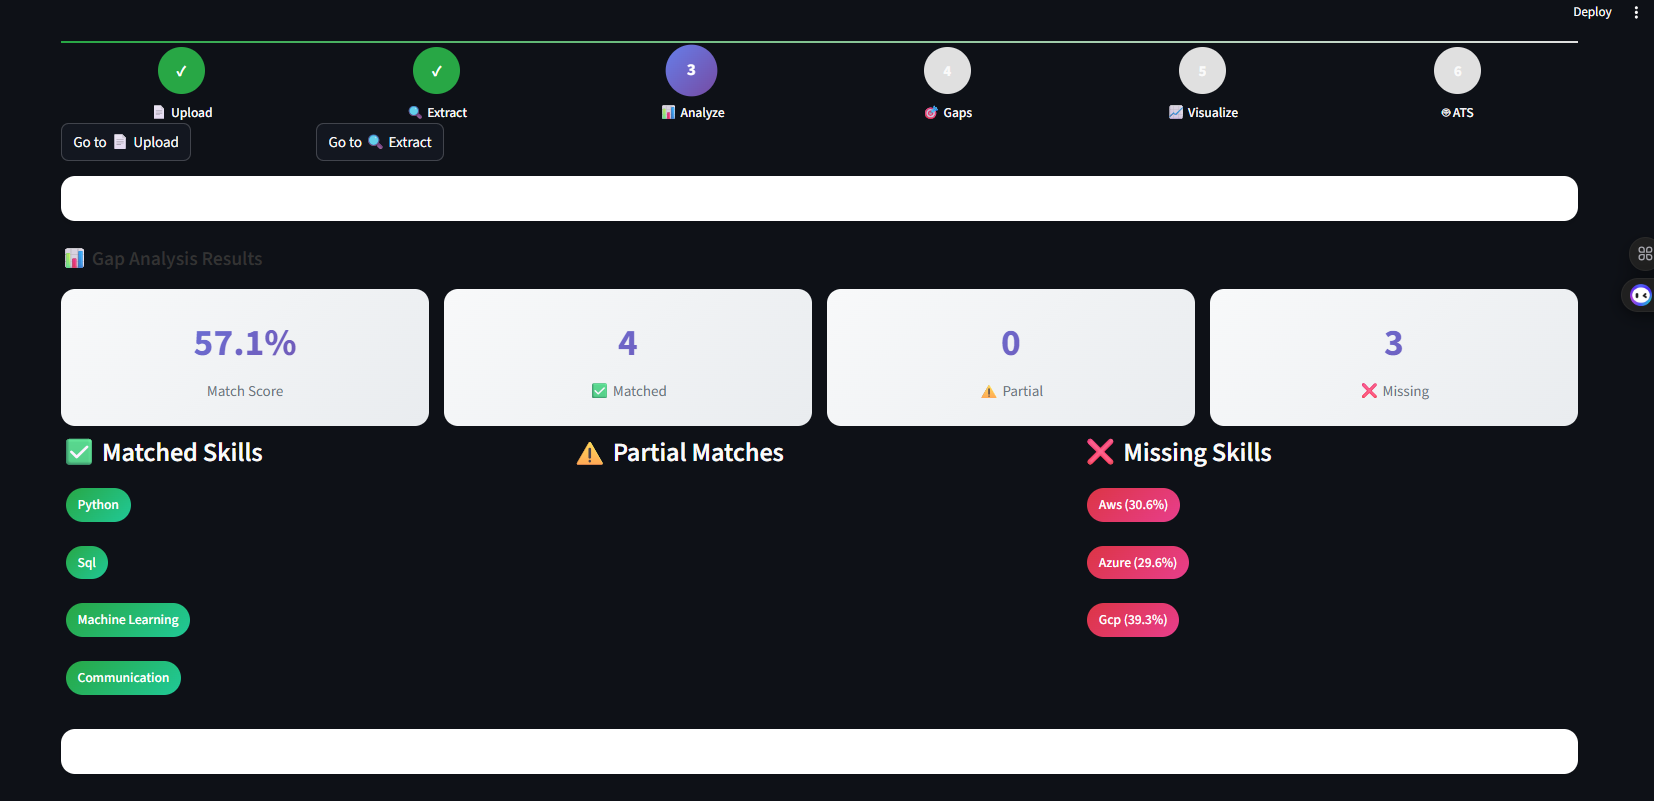 Deploy
✓
✓
3
4
5
6
Upload
Extract
Analyze
Gaps
Visualize
ATS
Go to Upload
Go to Extract
Gap Analysis Results
57.1%
Match Score
4
Matched
0
Partial
3
Missing
Matched Skills
Partial Matches
Missing Skills
Python
Sql
Machine Learning
Communication
Aws (30.6%)
Azure (29.6%)
Gcp (39.3%)